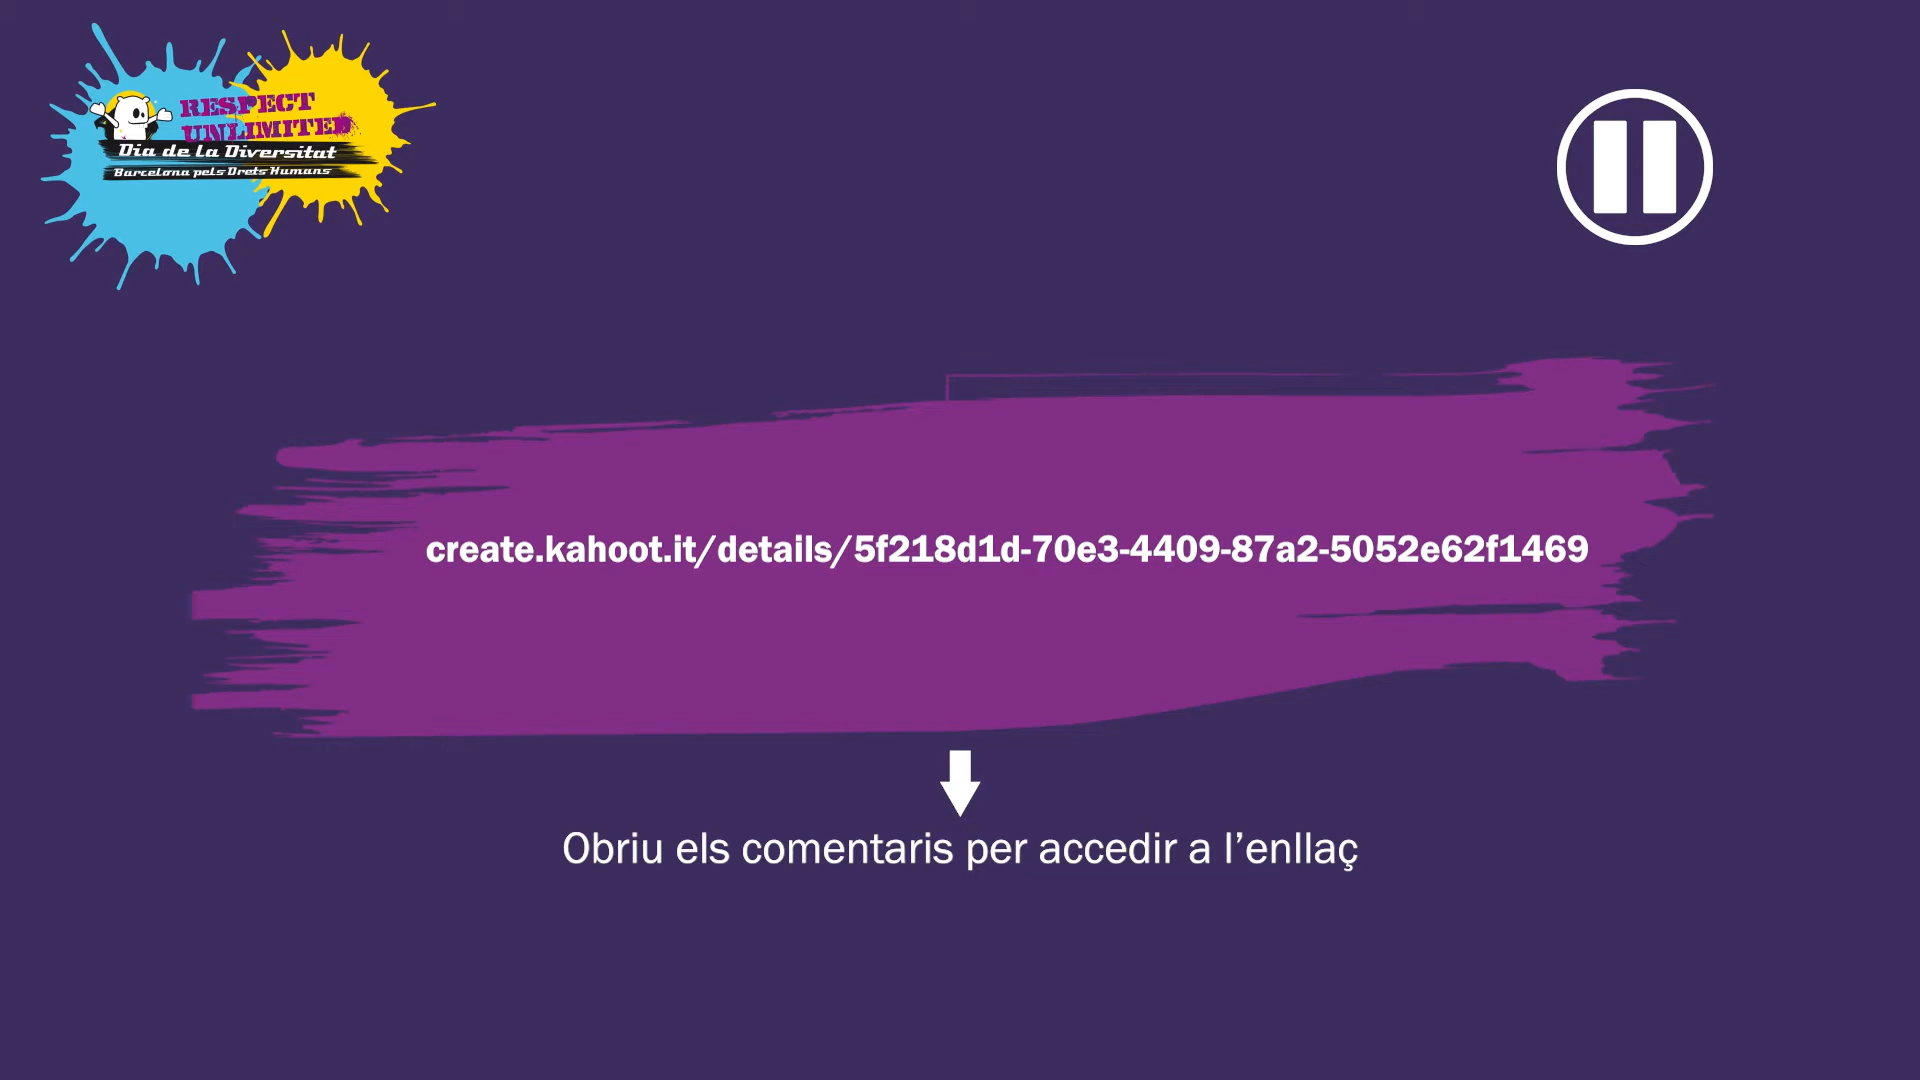 RESPECT
UNLIMITED
Dia de la Diversitat
Barcelona pels Drets Humans
create.kahoot.it/details/5f218d1d-70e3-4409-87a2-5052e62f1469
Obriu els comentaris per accedir a l’enllaç